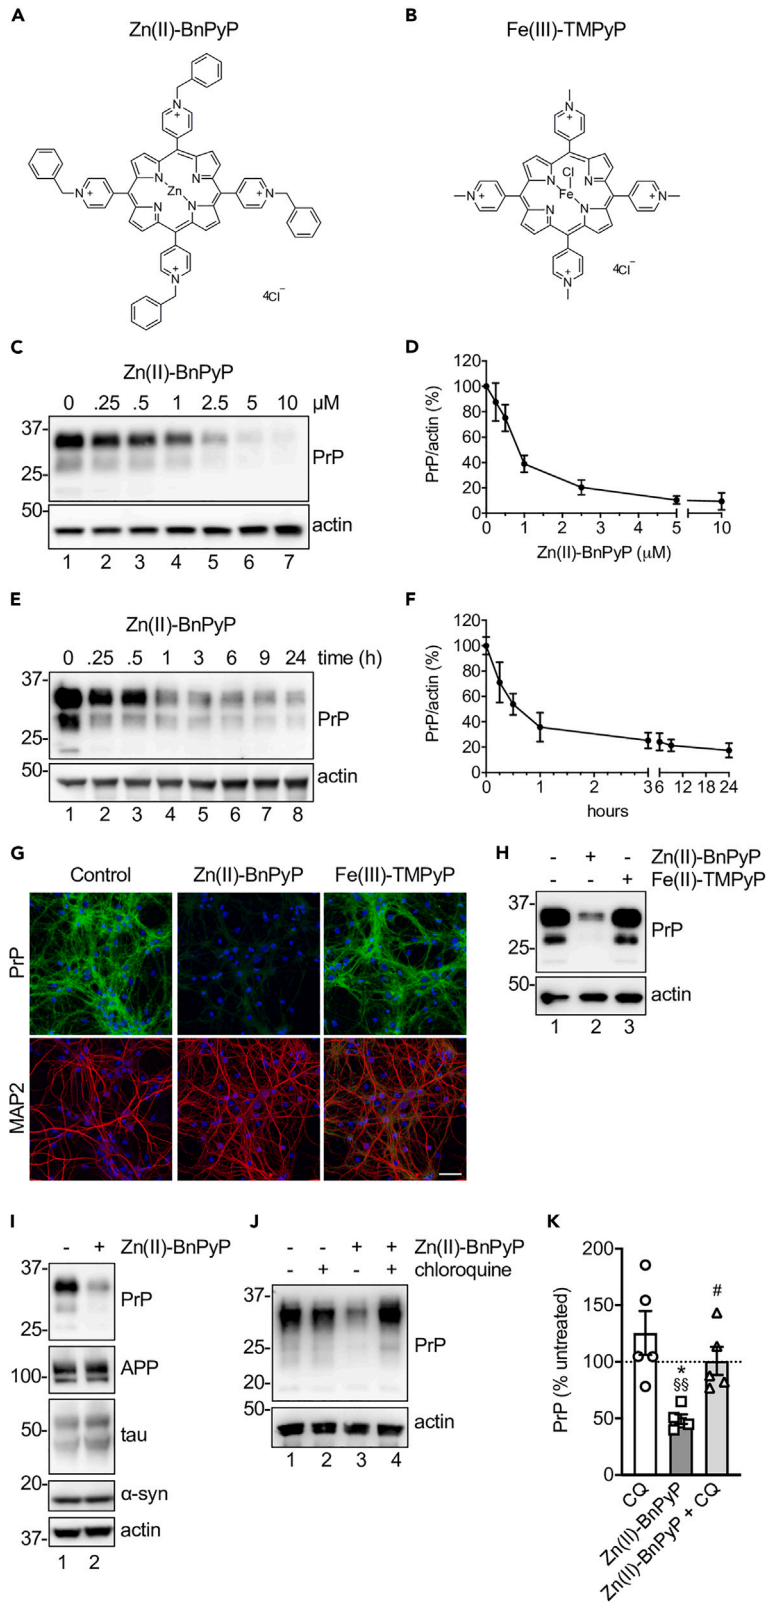 A
Zn(II)-BnPyP
N
+
N
+
N
N
Zn
N
N
N
+
N
+
4Cl⁻
B
Fe(III)-TMPyP
N
+
Cl
N
N
Fe
N
N
N
+
N
+
N
+
4Cl⁻
C
Zn(II)-BnPyP
0 .25 .5 1 2.5 5 10 µM
37-
PrP
25-
50-
actin
1 2 3 4 5 6 7
D
120
100
80
60
40
20
0
PrP/actin (%)
0 1 2 3 4 5 10
Zn(II)-BnPyP (µM)
E
Zn(II)-BnPyP
0 .25 .5 1 3 6 9 24 time (h)
37-
PrP
25-
50-
actin
1 2 3 4 5 6 7 8
F
120
100
80
60
40
20
0
PrP/actin (%)
0 1 2 3 6 12 18 24
hours
G
Control Zn(II)-BnPyP Fe(III)-TMPyP
PrP
MAP2
H
- + - Zn(II)-BnPyP
- - + Fe(II)-TMPyP
37-
PrP
25-
50-
actin
1 2 3
I
- + Zn(II)-BnPyP
37-
PrP
25-
100-
APP
50-
tau
20-
α-syn
actin
37-
1 2
J
- - + + Zn(II)-BnPyP
- + - + chloroquine
37-
25-
PrP
20-
50-
actin
1 2 3 4
K
200
150
100
50
0
PrP (% untreated)
#
*
§§
CQ
Zn(II)-BnPyP
Zn(II)-BnPyP + CQ